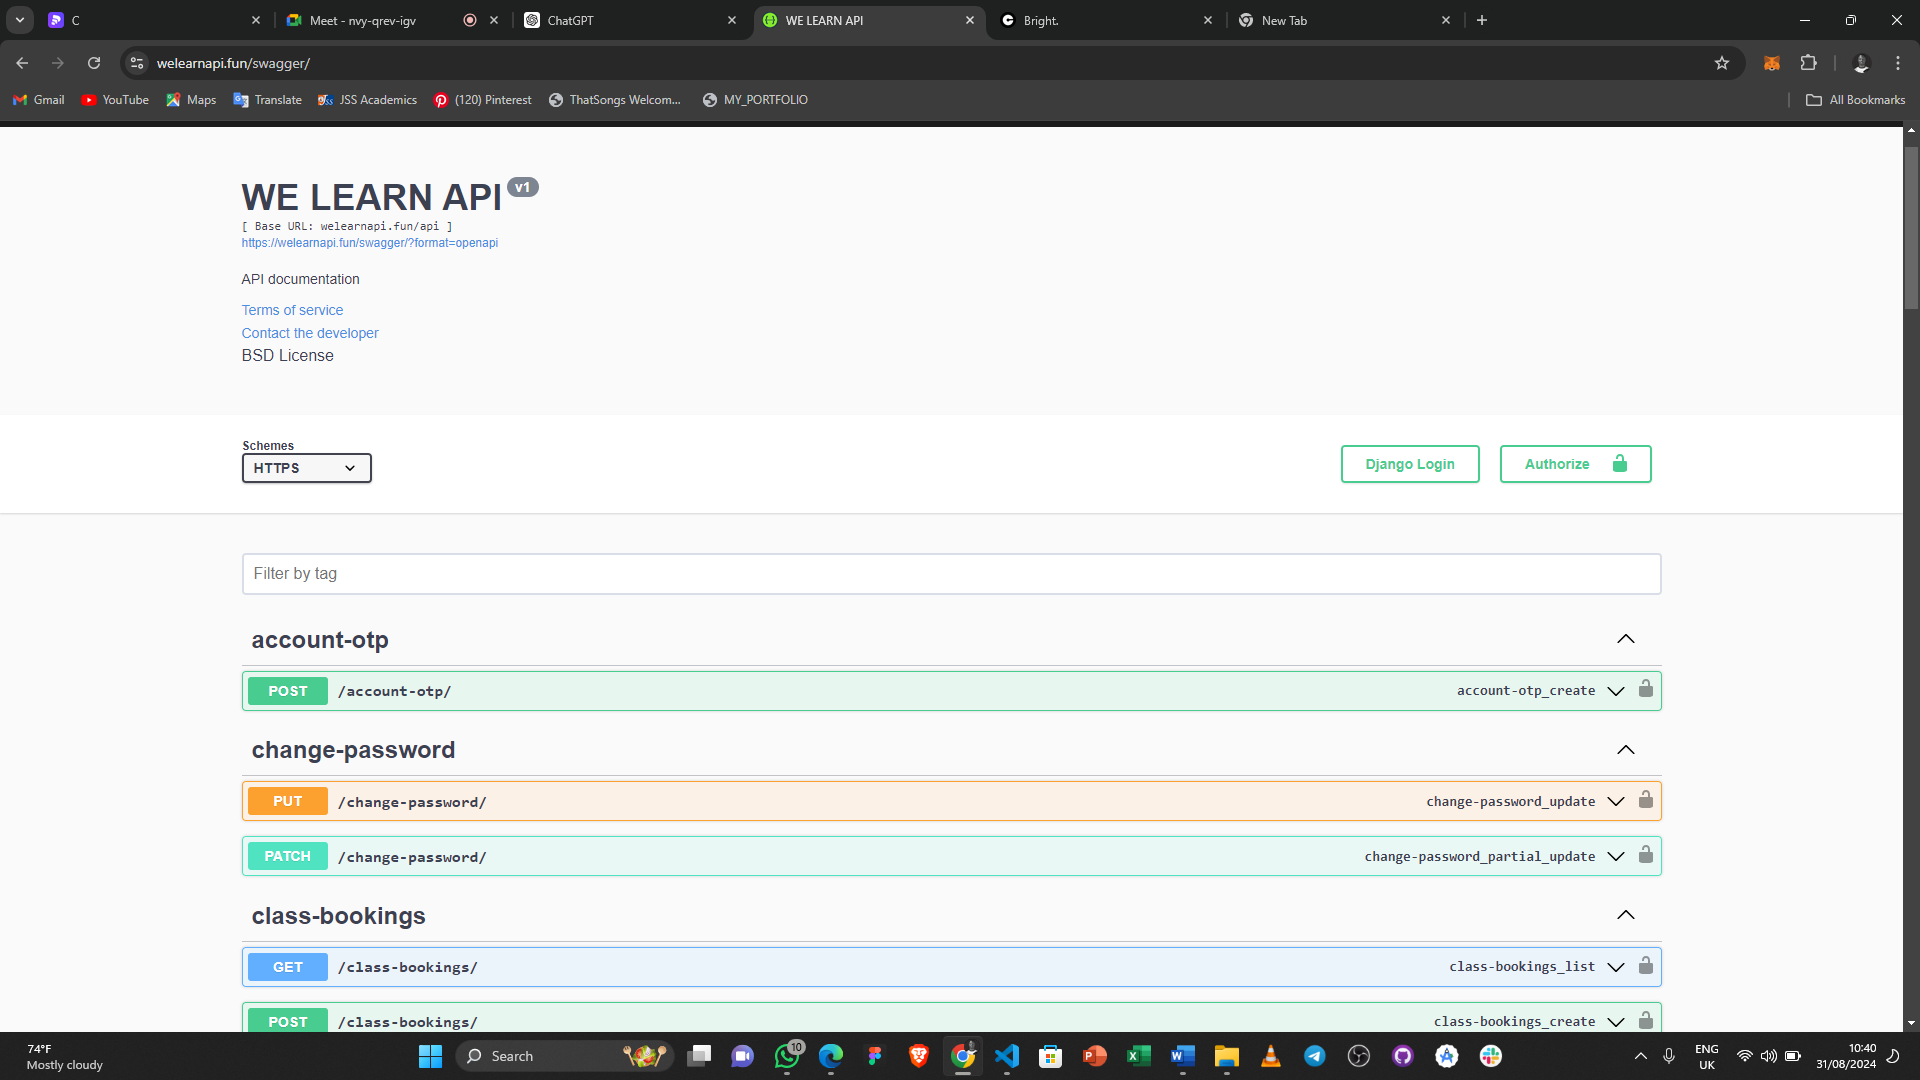 C
Meet - nvy-qrev-igv
ChatGPT
WE LEARN API
Bright.
New Tab
welearnapi.fun/swagger/
Gmail
YouTube
Maps
Translate
JSS Academics
(120) Pinterest
ThatSongs Welcom...
MY_PORTFOLIO
All Bookmarks
WE LEARN API v1
[ Base URL: welearnapi.fun/api ]
https://welearnapi.fun/swagger/?format=openapi
API documentation
Terms of service
Contact the developer
BSD License
Schemes
HTTPS
Django Login
Authorize
Filter by tag
account-otp
POST /account-otp/ account-otp_create
change-password
PUT /change-password/ change-password_update
PATCH /change-password/ change-password_partial_update
class-bookings
GET /class-bookings/ class-bookings_list
POST /class-bookings/ class-bookings_create
74°F
Mostly cloudy
Search
10
ENG
UK
10:40
31/08/2024